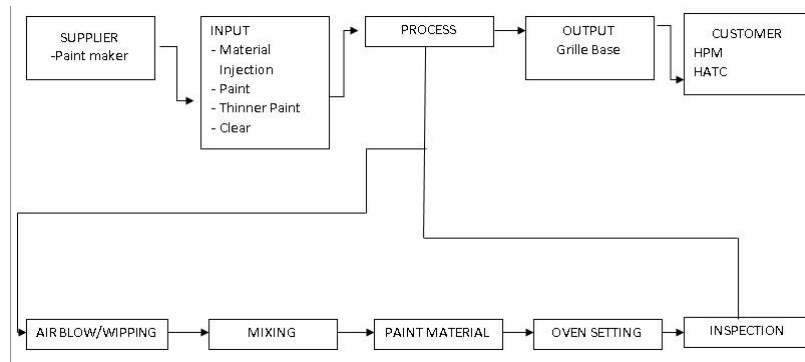 SUPPLIER
-Paint maker
INPUT
- Material
Injection
- Paint
- Thinner Paint
- Clear
PROCESS
OUTPUT
Grille Base
CUSTOMER
HPM
HATC
AIR BLOW/WIPPING
MIXING
PAINT MATERIAL
OVEN SETTING
INSPECTION